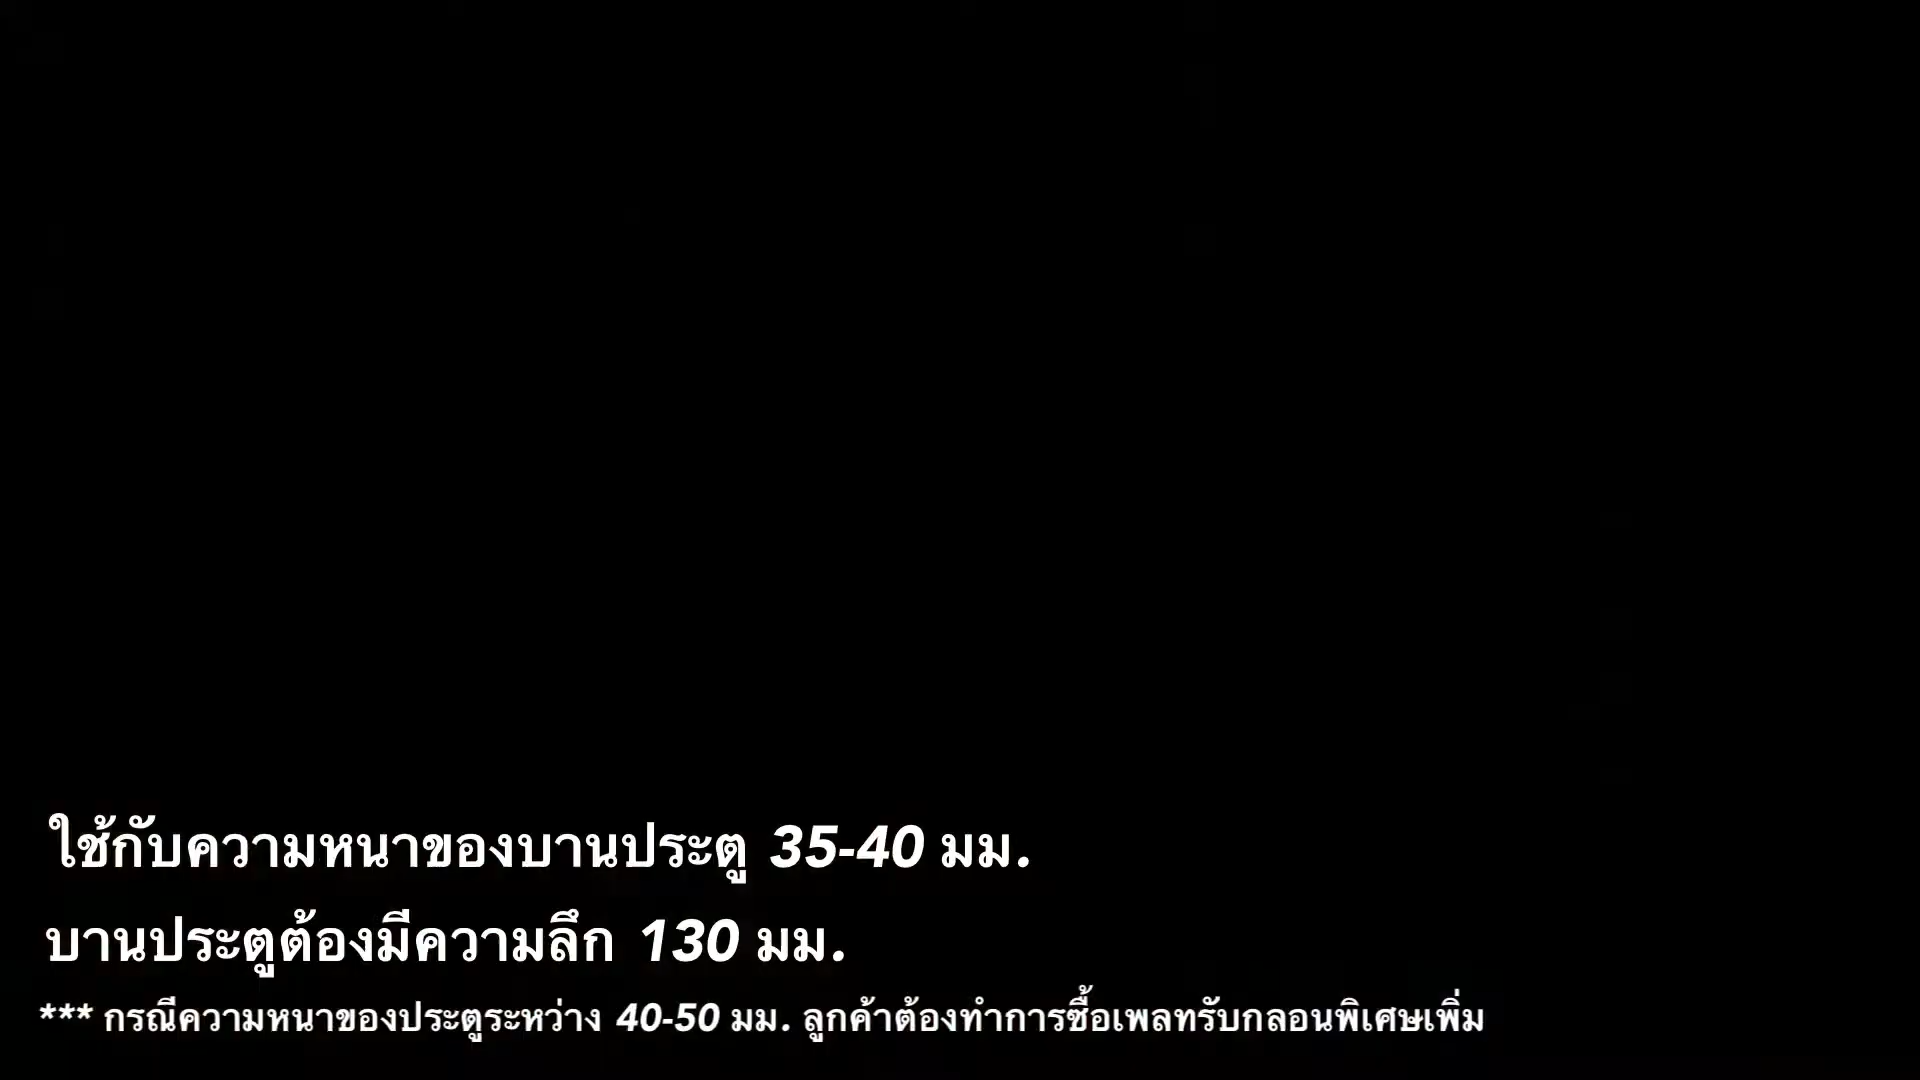 ใช้กับความหนาของบานประตู 35-40 มม.
บานประตูต้องมีความลึก 130 มม.
*** กรณีความหนาของประตูระหว่าง 40-50 มม. ลูกค้าต้องทำการซื้อเพลทรับกลอนพิเศษเพิ่ม